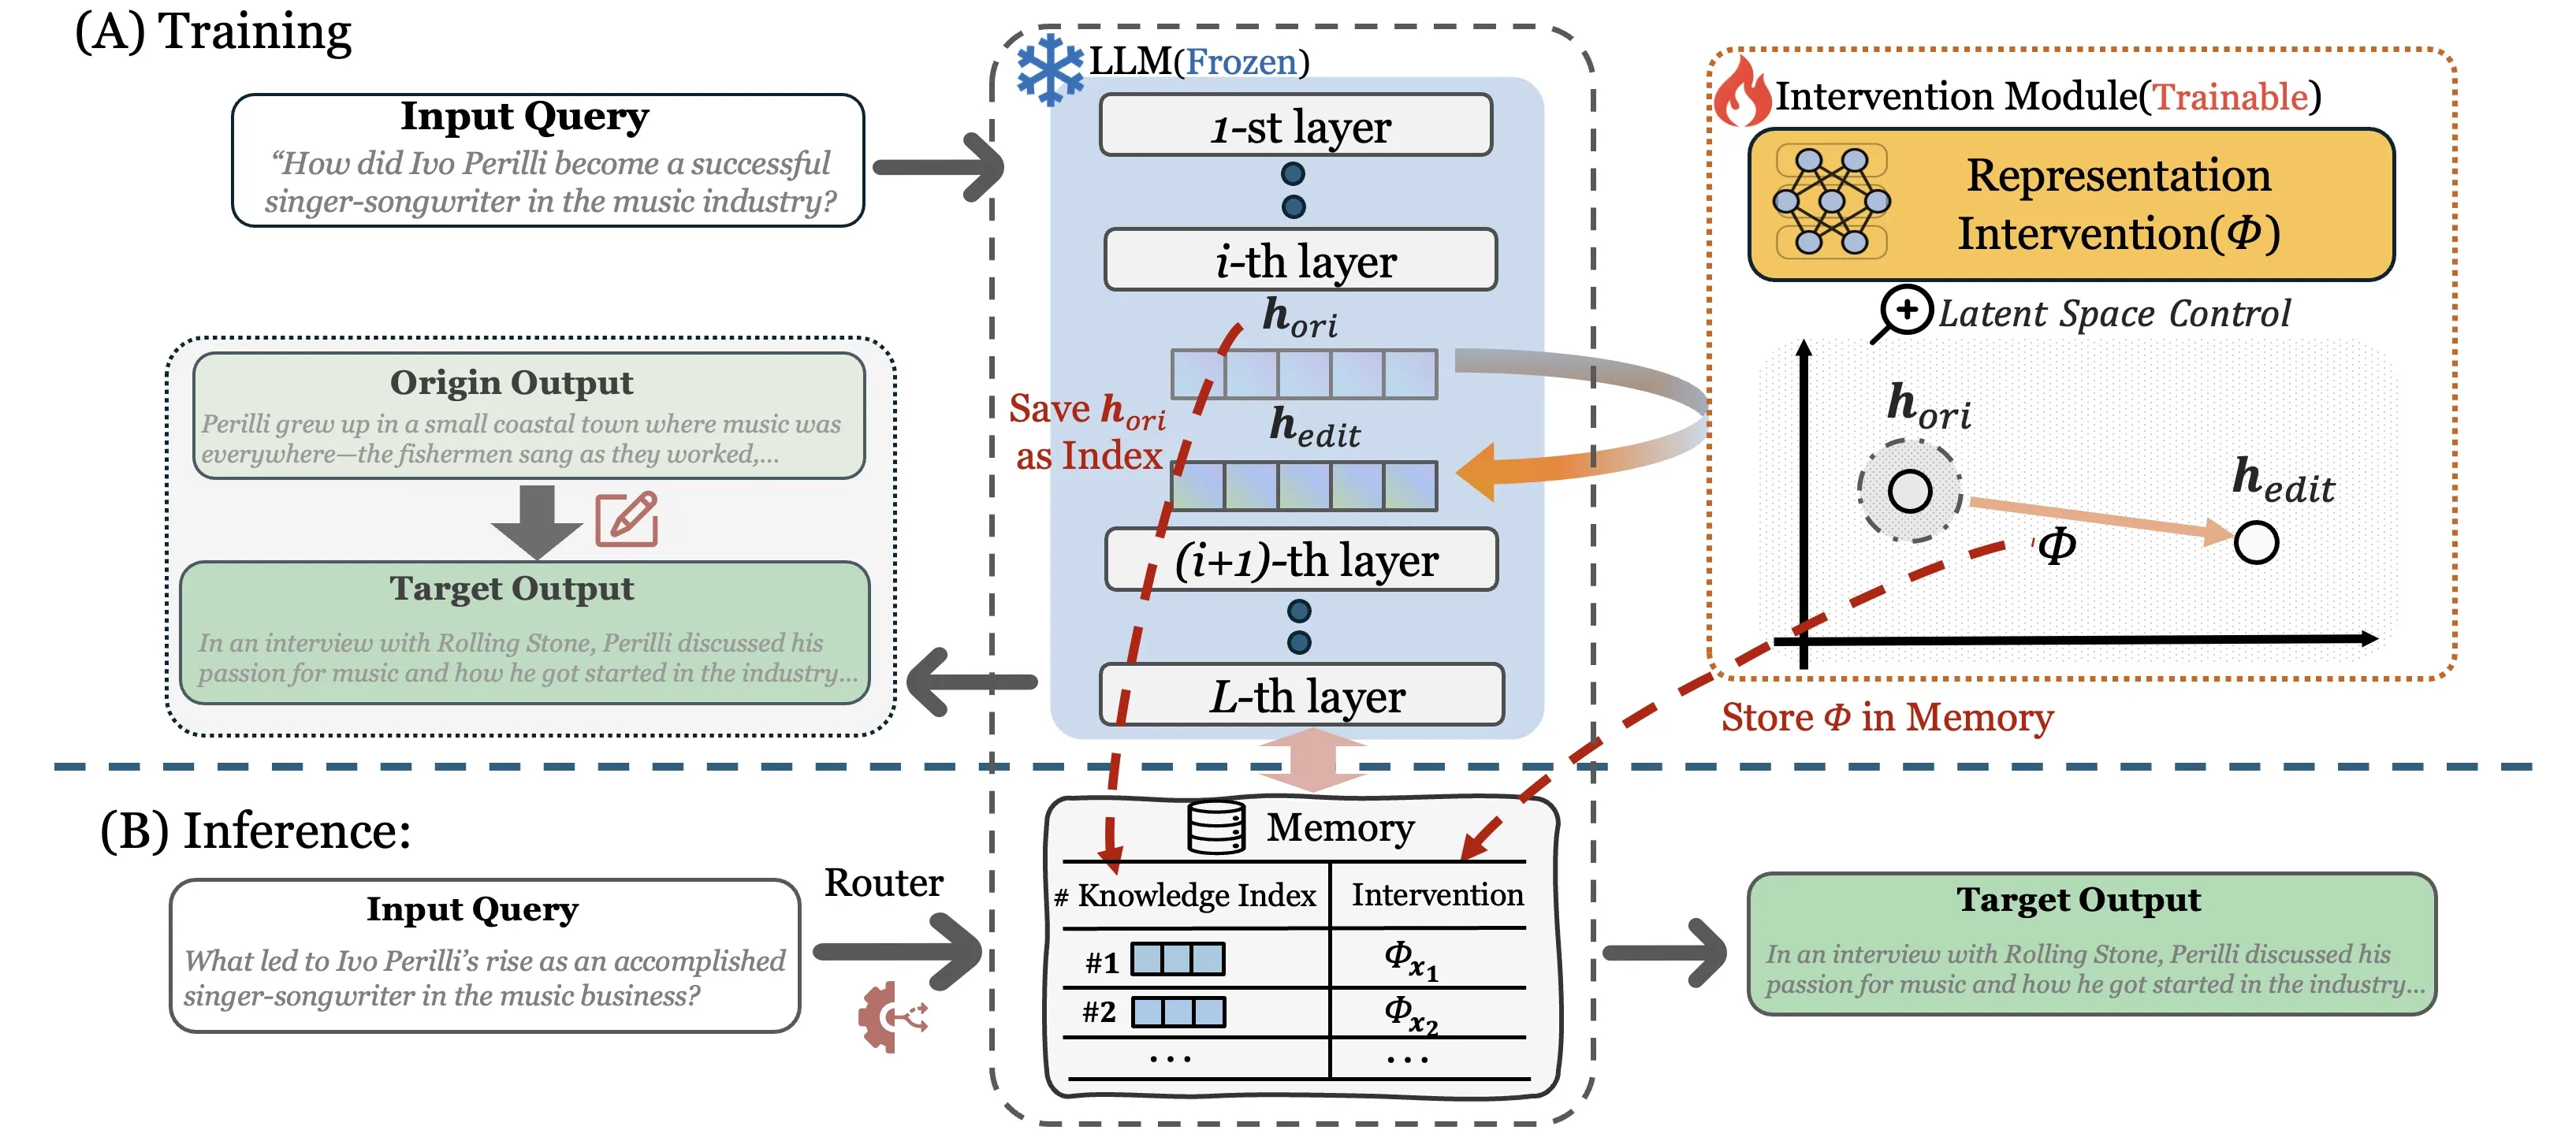 (A) Training
Input Query
“How did Ivo Perilli become a successful
singer-songwriter in the music industry?
Origin Output
Perilli grew up in a small coastal town where music was
everywhere—the fishermen sang as they worked,...
Target Output
In an interview with Rolling Stone, Perilli discussed his
passion for music and how he got started in the industry...
LLM(Frozen)
1-st layer
i-th layer
h_ori
Save h_ori
as Index
h_edit
(i+1)-th layer
L-th layer
Intervention Module(Trainable)
Representation
Intervention(Φ)
Latent Space Control
h_ori
h_edit
Φ
Store Φ in Memory
(B) Inference:
Input Query
What led to Ivo Perilli’s rise as an accomplished
singer-songwriter in the music business?
Router
Memory
# Knowledge Index Intervention
#1 Φ_x1
#2 Φ_x2
... ...
Target Output
In an interview with Rolling Stone, Perilli discussed his
passion for music and how he got started in the industry...